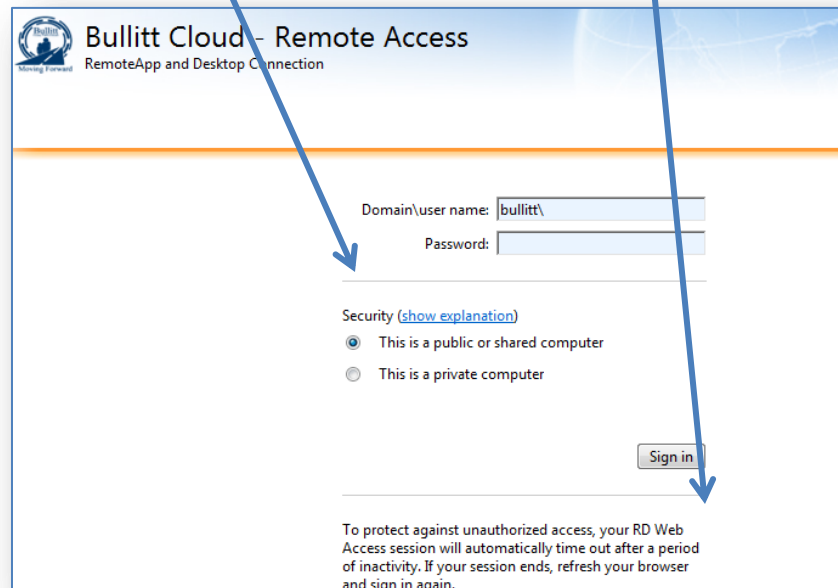 Bullitt
Moving Forward
Bullitt Cloud - Remote Access
RemoteApp and Desktop Connection
Domain\user name: bullitt\
Password:
Security (show explanation)
This is a public or shared computer
This is a private computer
Sign in
To protect against unauthorized access, your RD Web
Access session will automatically time out after a period
of inactivity. If your session ends, refresh your browser
and sign in again.